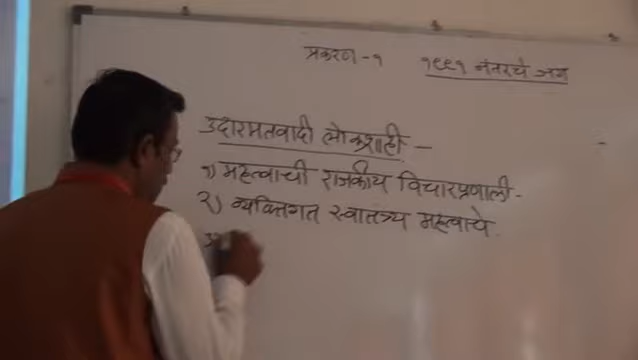 प्रकरण-१ १९९१ नंतरचे जग
उदारमतवादी लोकशाही -
१) महत्वाची राजकीय विचारप्रणाली -
२) व्यक्तिगत स्वातंत्र्य महत्वाचे.